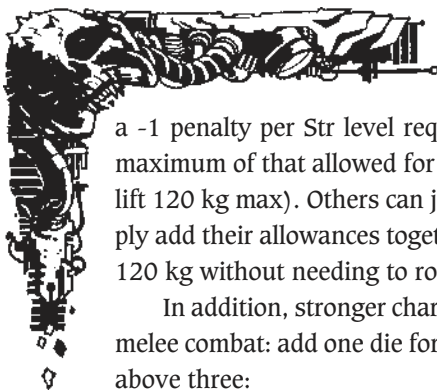 a -1 penalty per Str level req
maximum of that allowed for
lift 120 kg max). Others can j
ply add their allowances toget
120 kg without needing to ro
In addition, stronger char
melee combat: add one die for
above three: